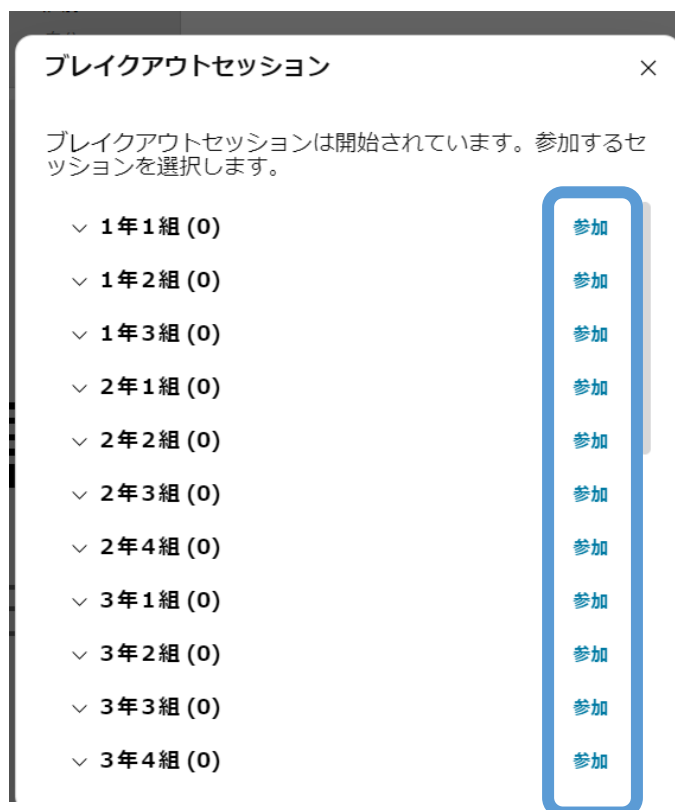 ブレイクアウトセッション
ブレイクアウトセッションは開始されています。参加するセ
ッションを選択します。
１年１組 (0) 参加
１年２組 (0) 参加
１年３組 (0) 参加
２年１組 (0) 参加
２年２組 (0) 参加
２年３組 (0) 参加
２年４組 (0) 参加
３年１組 (0) 参加
３年２組 (0) 参加
３年３組 (0) 参加
３年４組 (0) 参加